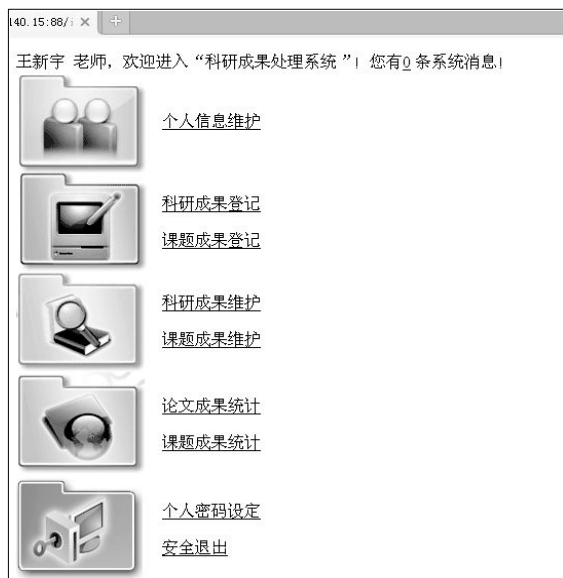 140.15:88/i
王新宇 老师，欢迎进入“科研成果处理系统 ”！您有0 条系统消息！
个人信息维护
科研成果登记
课题成果登记
科研成果维护
课题成果维护
论文成果统计
课题成果统计
个人密码设定
安全退出